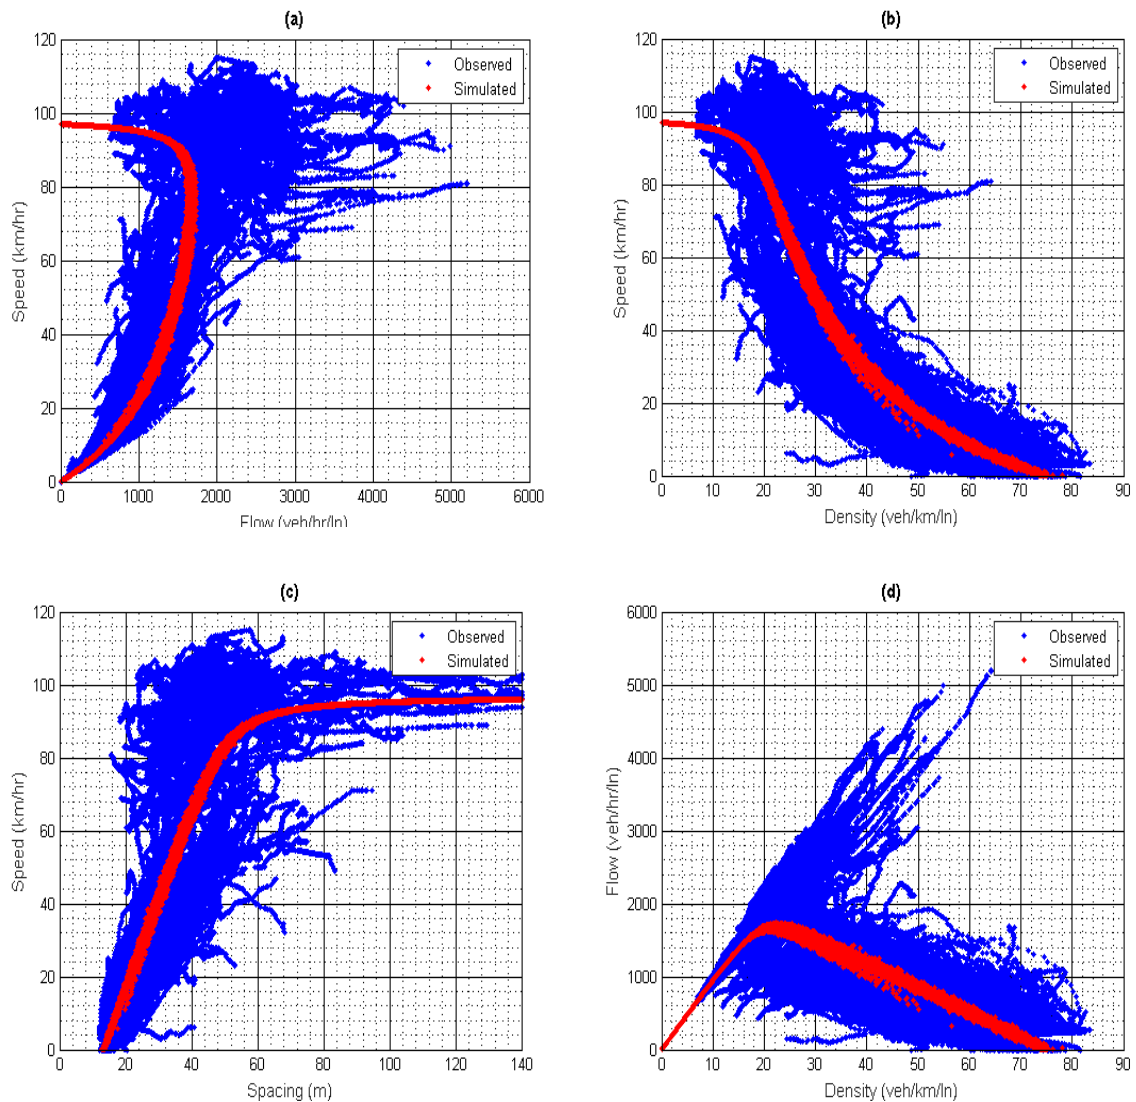 (a)
120
100
80
60
40
20
0
Speed (km/hr)
Observed
Simulated
0 1000 2000 3000 4000 5000 6000
Flow (veh/hr/ln)
(b)
120
100
80
60
40
20
0
Speed (km/hr)
Observed
Simulated
0 10 20 30 40 50 60 70 80 90
Density (veh/km/ln)
(c)
120
100
80
60
40
20
0
Speed (km/hr)
Observed
Simulated
0 20 40 60 80 100 120 140
Spacing (m)
(d)
6000
5000
4000
3000
2000
1000
0
Flow (veh/hr/ln)
Observed
Simulated
0 10 20 30 40 50 60 70 80 90
Density (veh/km/ln)